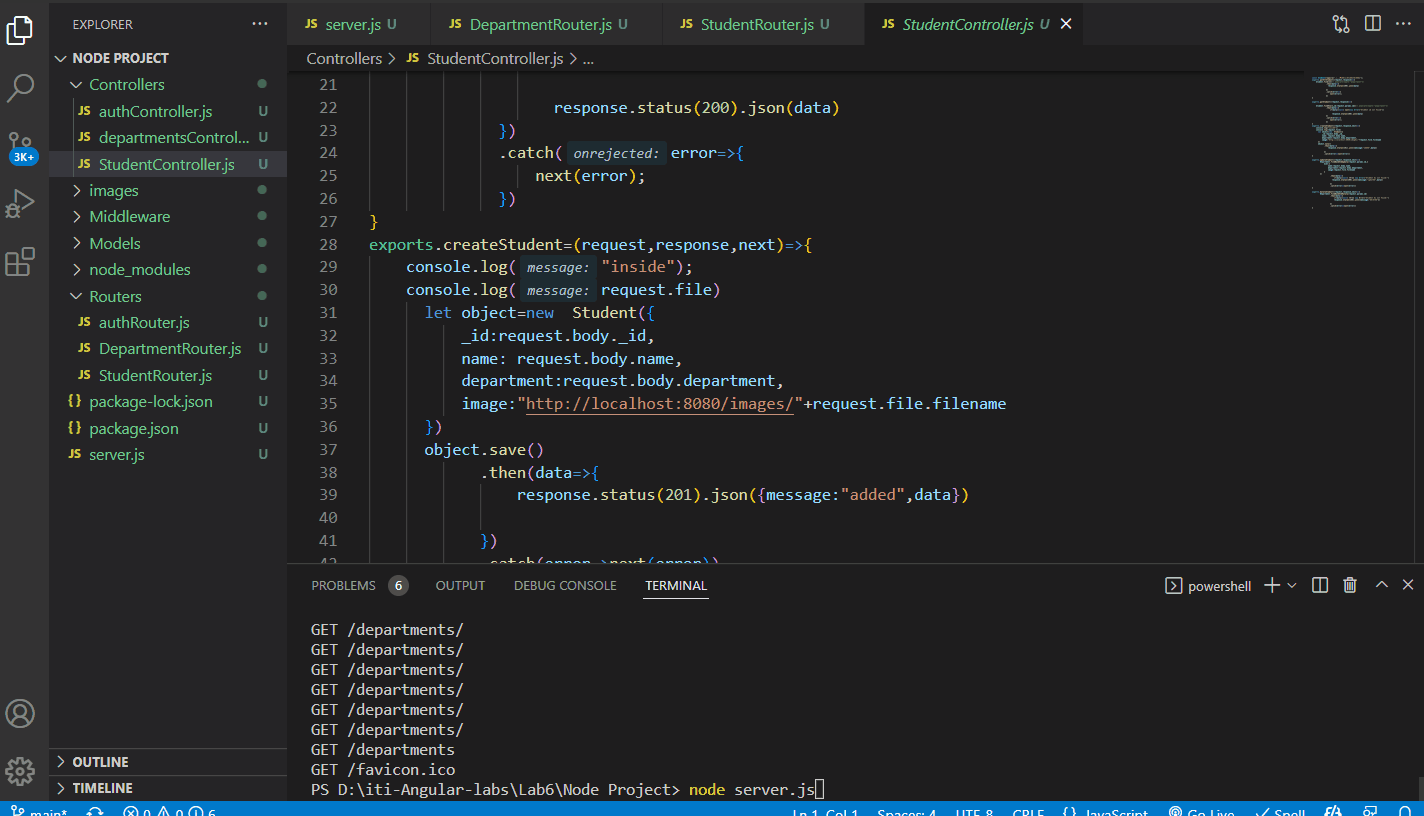 EXPLORER ...
NODE PROJECT
Controllers
JS authController.js U
JS departmentsControl... U
JS StudentController.js U
images
Middleware
Models
node_modules
Routers
JS authRouter.js U
JS DepartmentRouter.js U
JS StudentRouter.js U
{} package-lock.json U
{} package.json U
JS server.js U
OUTLINE
TIMELINE
3K+
JS server.js U JS DepartmentRouter.js U JS StudentRouter.js U JS StudentController.js U
Controllers > JS StudentController.js > ...
21
22 response.status(200).json(data)
23 })
24 .catch( onrejected: error=>{
25 next(error);
26 })
27 }
28 exports.createStudent=(request,response,next)=>{
29 console.log( message: "inside");
30 console.log( message: request.file)
31 let object=new Student({
32 _id:request.body._id,
33 name: request.body.name,
34 department:request.body.department,
35 image:"http://localhost:8080/images/"+request.file.filename
36 })
37 object.save()
38 .then(data=>{
39 response.status(201).json({message:"added",data})
40
41 })
42 .catch(error=>next(error))
PROBLEMS 6 OUTPUT DEBUG CONSOLE TERMINAL powershell
GET /departments/
GET /departments/
GET /departments/
GET /departments/
GET /departments/
GET /departments/
GET /departments
GET /favicon.ico
PS D:\iti-Angular-labs\Lab6\Node Project> node server.js
main* 0 0 6 Ln 1, Col 1 Spaces: 4 UTF-8 CRLF {} JavaScript Go Live Spell